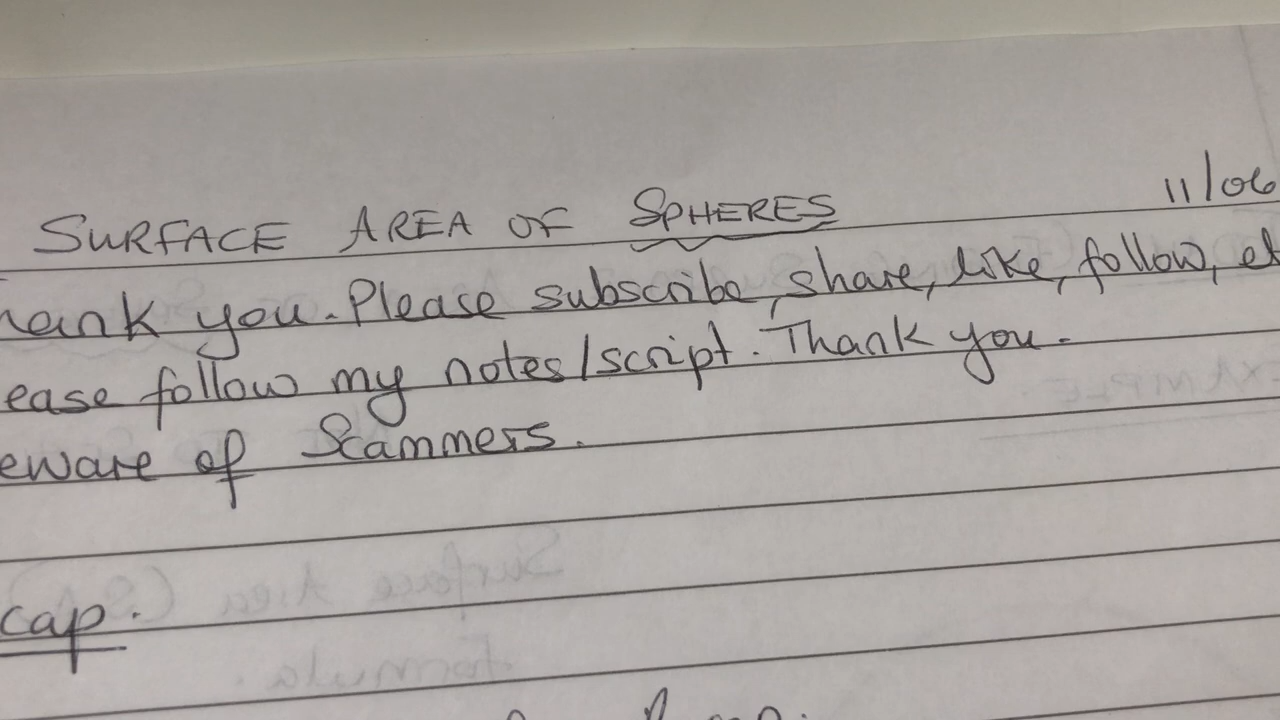 SURFACE AREA OF SPHERES 11/06
hank you. Please subscribe, share, like, follow, et
ease follow my notes/script. Thank you.
eware of Scammers.
cap.